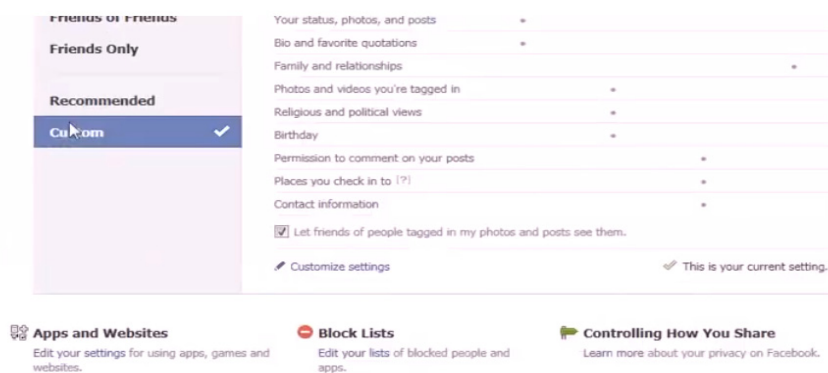 Friends of Friends
Friends Only
Recommended
Custom
Your status, photos, and posts
Bio and favorite quotations
Family and relationships
Photos and videos you're tagged in
Religious and political views
Birthday
Permission to comment on your posts
Places you check in to [?]
Contact information
Let friends of people tagged in my photos and posts see them.
Customize settings
This is your current setting.
Apps and Websites
Edit your settings for using apps, games and
websites.
Block Lists
Edit your lists of blocked people and
apps.
Controlling How You Share
Learn more about your privacy on Facebook.